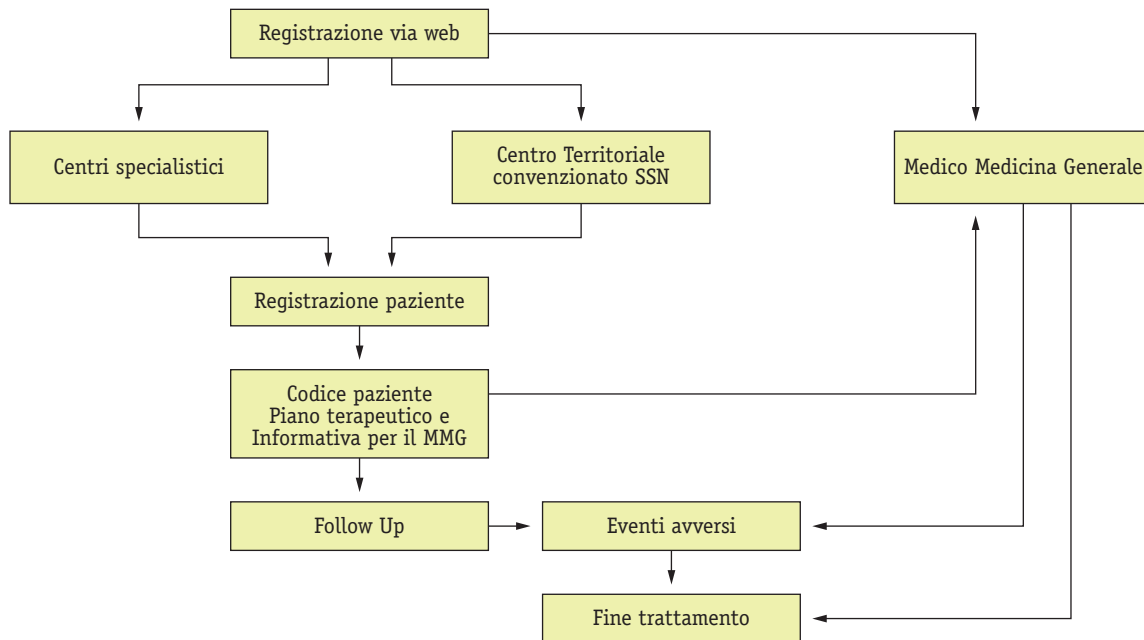 Registrazione via web
Centri specialistici
Centro Territoriale
convenzionato SSN
Medico Medicina Generale
Registrazione paziente
Codice paziente
Piano terapeutico e
Informativa per il MMG
Follow Up
Eventi avversi
Fine trattamento